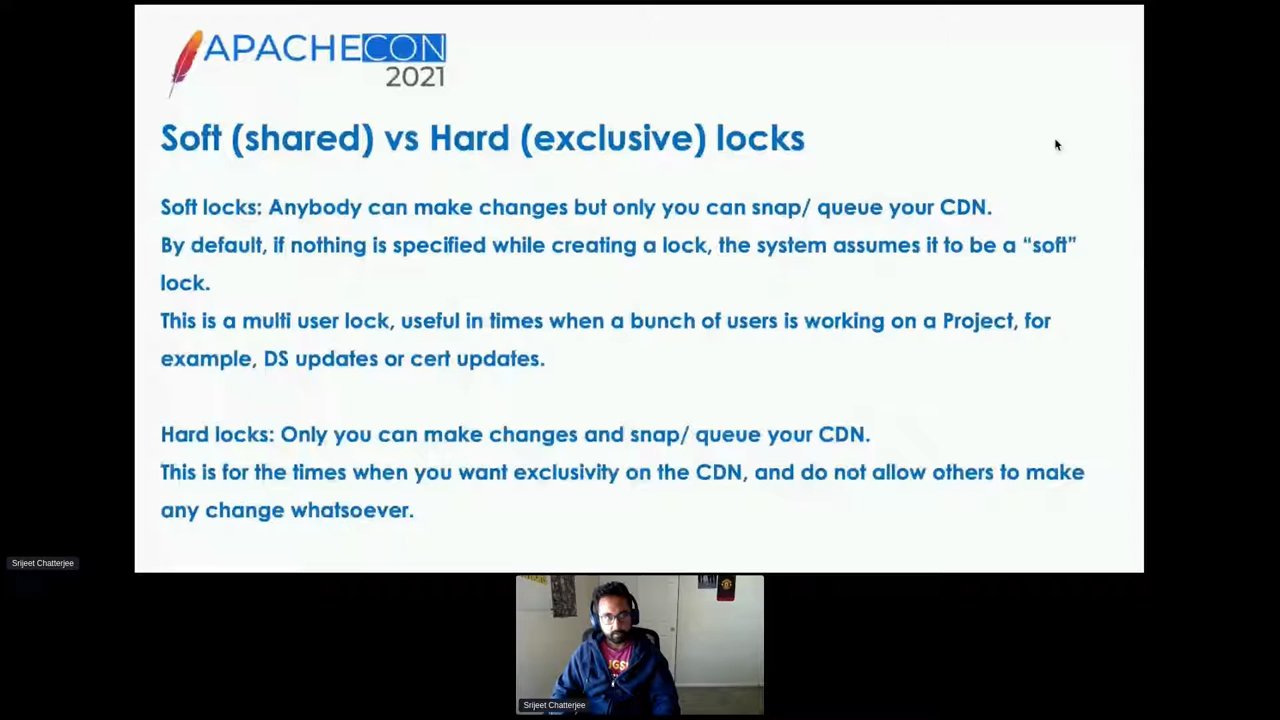 APACHECON
2021
Soft (shared) vs Hard (exclusive) locks
Soft locks: Anybody can make changes but only you can snap/ queue your CDN.
By default, if nothing is specified while creating a lock, the system assumes it to be a “soft”
lock.
This is a multi user lock, useful in times when a bunch of users is working on a Project, for
example, DS updates or cert updates.
Hard locks: Only you can make changes and snap/ queue your CDN.
This is for the times when you want exclusivity on the CDN, and do not allow others to make
any change whatsoever.
Srijeet Chatterjee
Srijeet Chatterjee